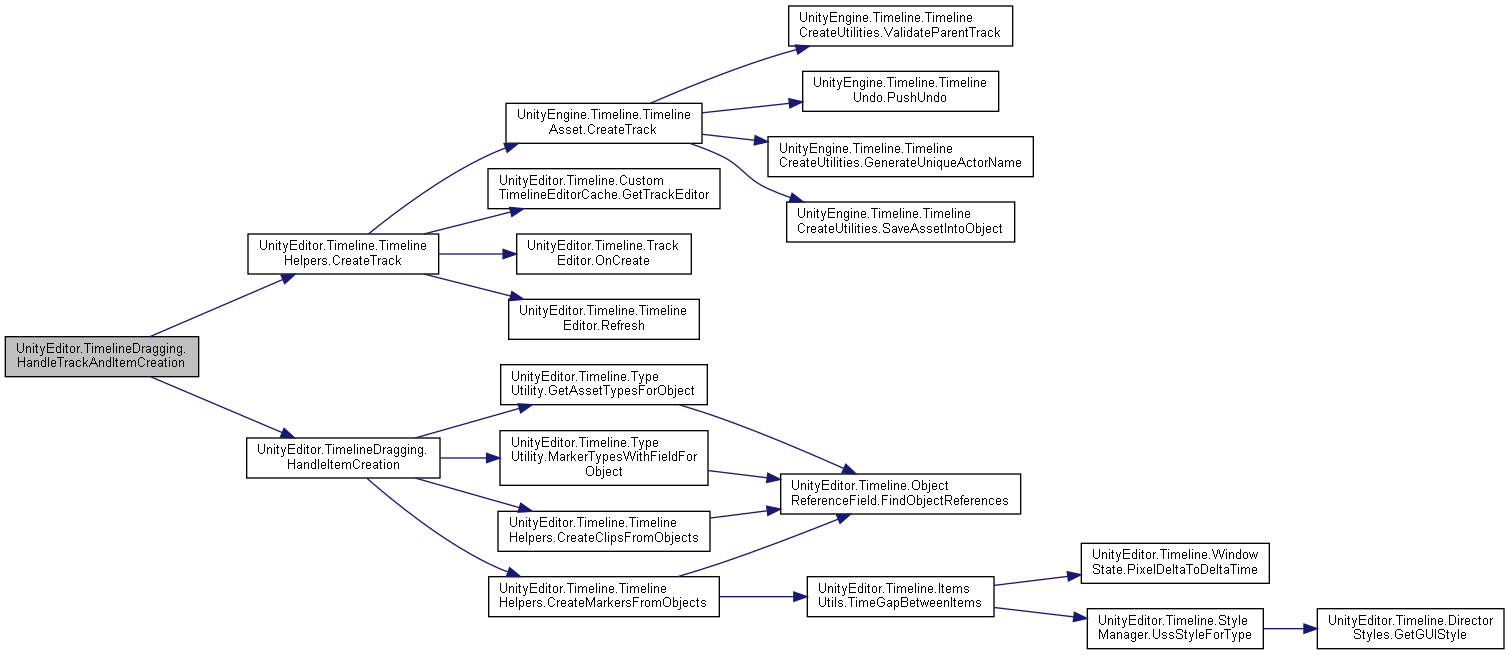 UnityEngine.Timeline.Timeline
CreateUtilities.ValidateParentTrack
UnityEngine.Timeline.Timeline
Undo.PushUndo
UnityEngine.Timeline.Timeline
Asset.CreateTrack
UnityEngine.Timeline.Timeline
CreateUtilities.GenerateUniqueActorName
UnityEditor.Timeline.Custom
TimelineEditorCache.GetTrackEditor
UnityEngine.Timeline.Timeline
CreateUtilities.SaveAssetIntoObject
UnityEditor.Timeline.Timeline
Helpers.CreateTrack
UnityEditor.Timeline.Track
Editor.OnCreate
UnityEditor.Timeline.Timeline
Editor.Refresh
UnityEditor.TimelineDragging.
HandleTrackAndItemCreation
UnityEditor.Timeline.Type
Utility.GetAssetTypesForObject
UnityEditor.TimelineDragging.
HandleItemCreation
UnityEditor.Timeline.Type
Utility.MarkerTypesWithFieldFor
Object
UnityEditor.Timeline.Object
ReferenceField.FindObjectReferences
UnityEditor.Timeline.Timeline
Helpers.CreateClipsFromObjects
UnityEditor.Timeline.Timeline
Helpers.CreateMarkersFromObjects
UnityEditor.Timeline.Items
Utils.TimeGapBetweenItems
UnityEditor.Timeline.Window
State.PixelDeltaToDeltaTime
UnityEditor.Timeline.Style
Manager.UssStyleForType
UnityEditor.Timeline.Director
Styles.GetGUIStyle